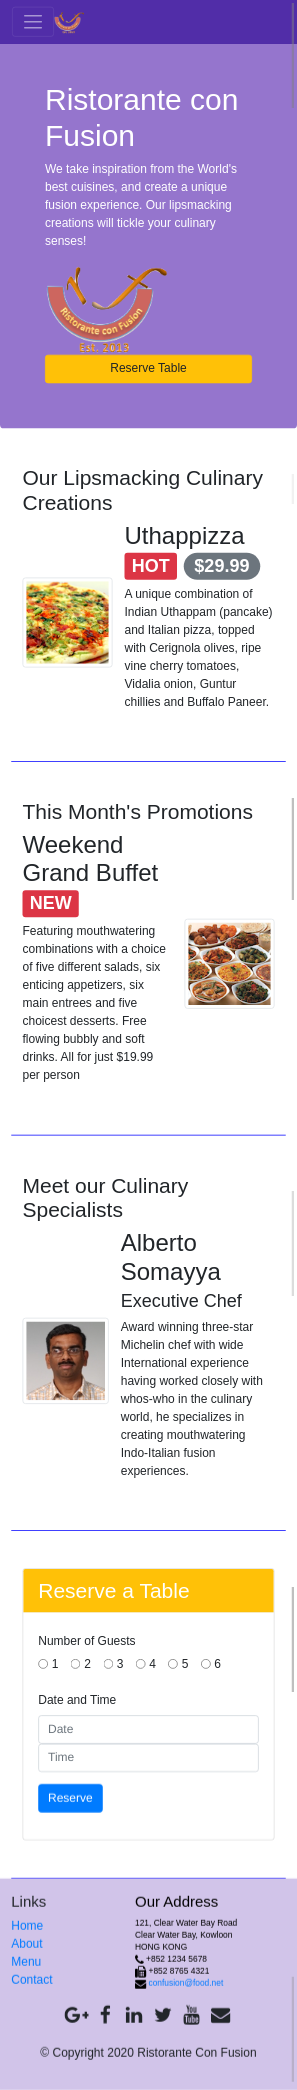 Ristorante con
Fusion
We take inspiration from the World's
best cuisines, and create a unique
fusion experience. Our lipsmacking
creations will tickle your culinary
senses!
Ristorante con Fusion
Est. 2019
Reserve Table
Our Lipsmacking Culinary
Creations
Uthappizza
HOT $29.99
A unique combination of
Indian Uthappam (pancake)
and Italian pizza, topped
with Cerignola olives, ripe
vine cherry tomatoes,
Vidalia onion, Guntur
chillies and Buffalo Paneer.
This Month's Promotions
Weekend
Grand Buffet
NEW
Featuring mouthwatering
combinations with a choice
of five different salads, six
enticing appetizers, six
main entrees and five
choicest desserts. Free
flowing bubbly and soft
drinks. All for just $19.99
per person
Meet our Culinary
Specialists
Alberto
Somayya
Executive Chef
Award winning three-star
Michelin chef with wide
International experience
having worked closely with
whos-who in the culinary
world, he specializes in
creating mouthwatering
Indo-Italian fusion
experiences.
Reserve a Table
Number of Guests
1 2 3 4 5 6
Date and Time
Date
Time
Reserve
Links
Home
About
Menu
Contact
Our Address
121, Clear Water Bay Road
Clear Water Bay, Kowloon
HONG KONG
+852 1234 5678
+852 8765 4321
confusion@food.net
© Copyright 2020 Ristorante Con Fusion